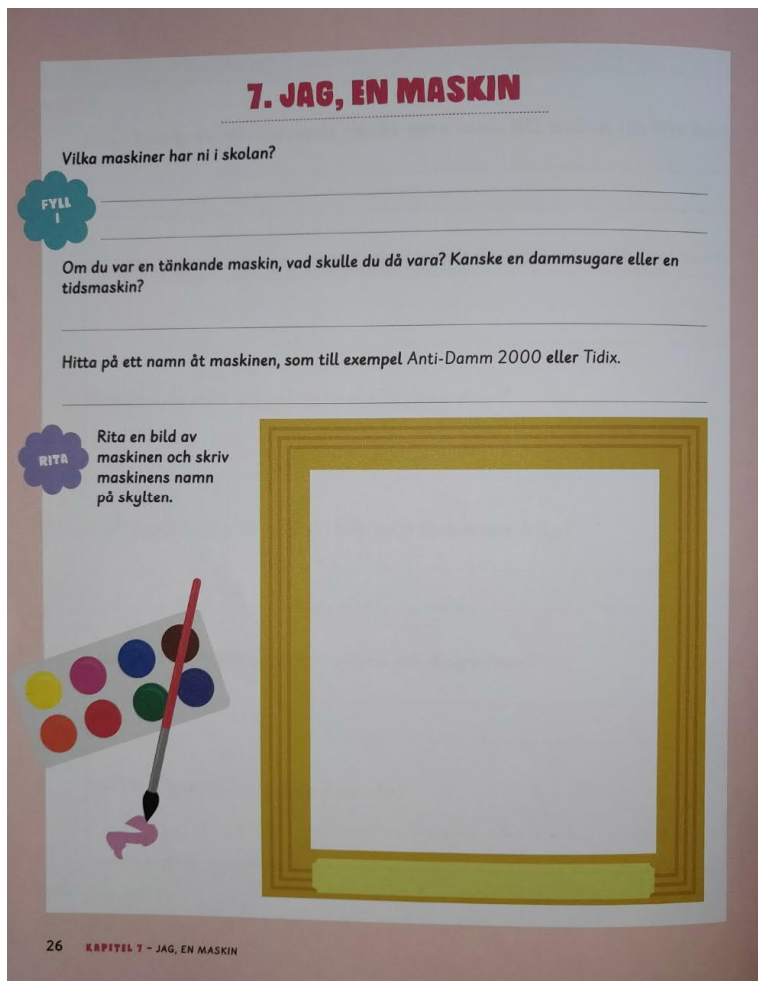 7. JAG, EN MASKIN
Vilka maskiner har ni i skolan?
FYLL
I
Om du var en tänkande maskin, vad skulle du då vara? Kanske en dammsugare eller en
tidsmaskin?
Hitta på ett namn åt maskinen, som till exempel Anti-Damm 2000 eller Tidix.
RITA
Rita en bild av
maskinen och skriv
maskinens namn
på skylten.
26 KAPITEL 7 – JAG, EN MASKIN